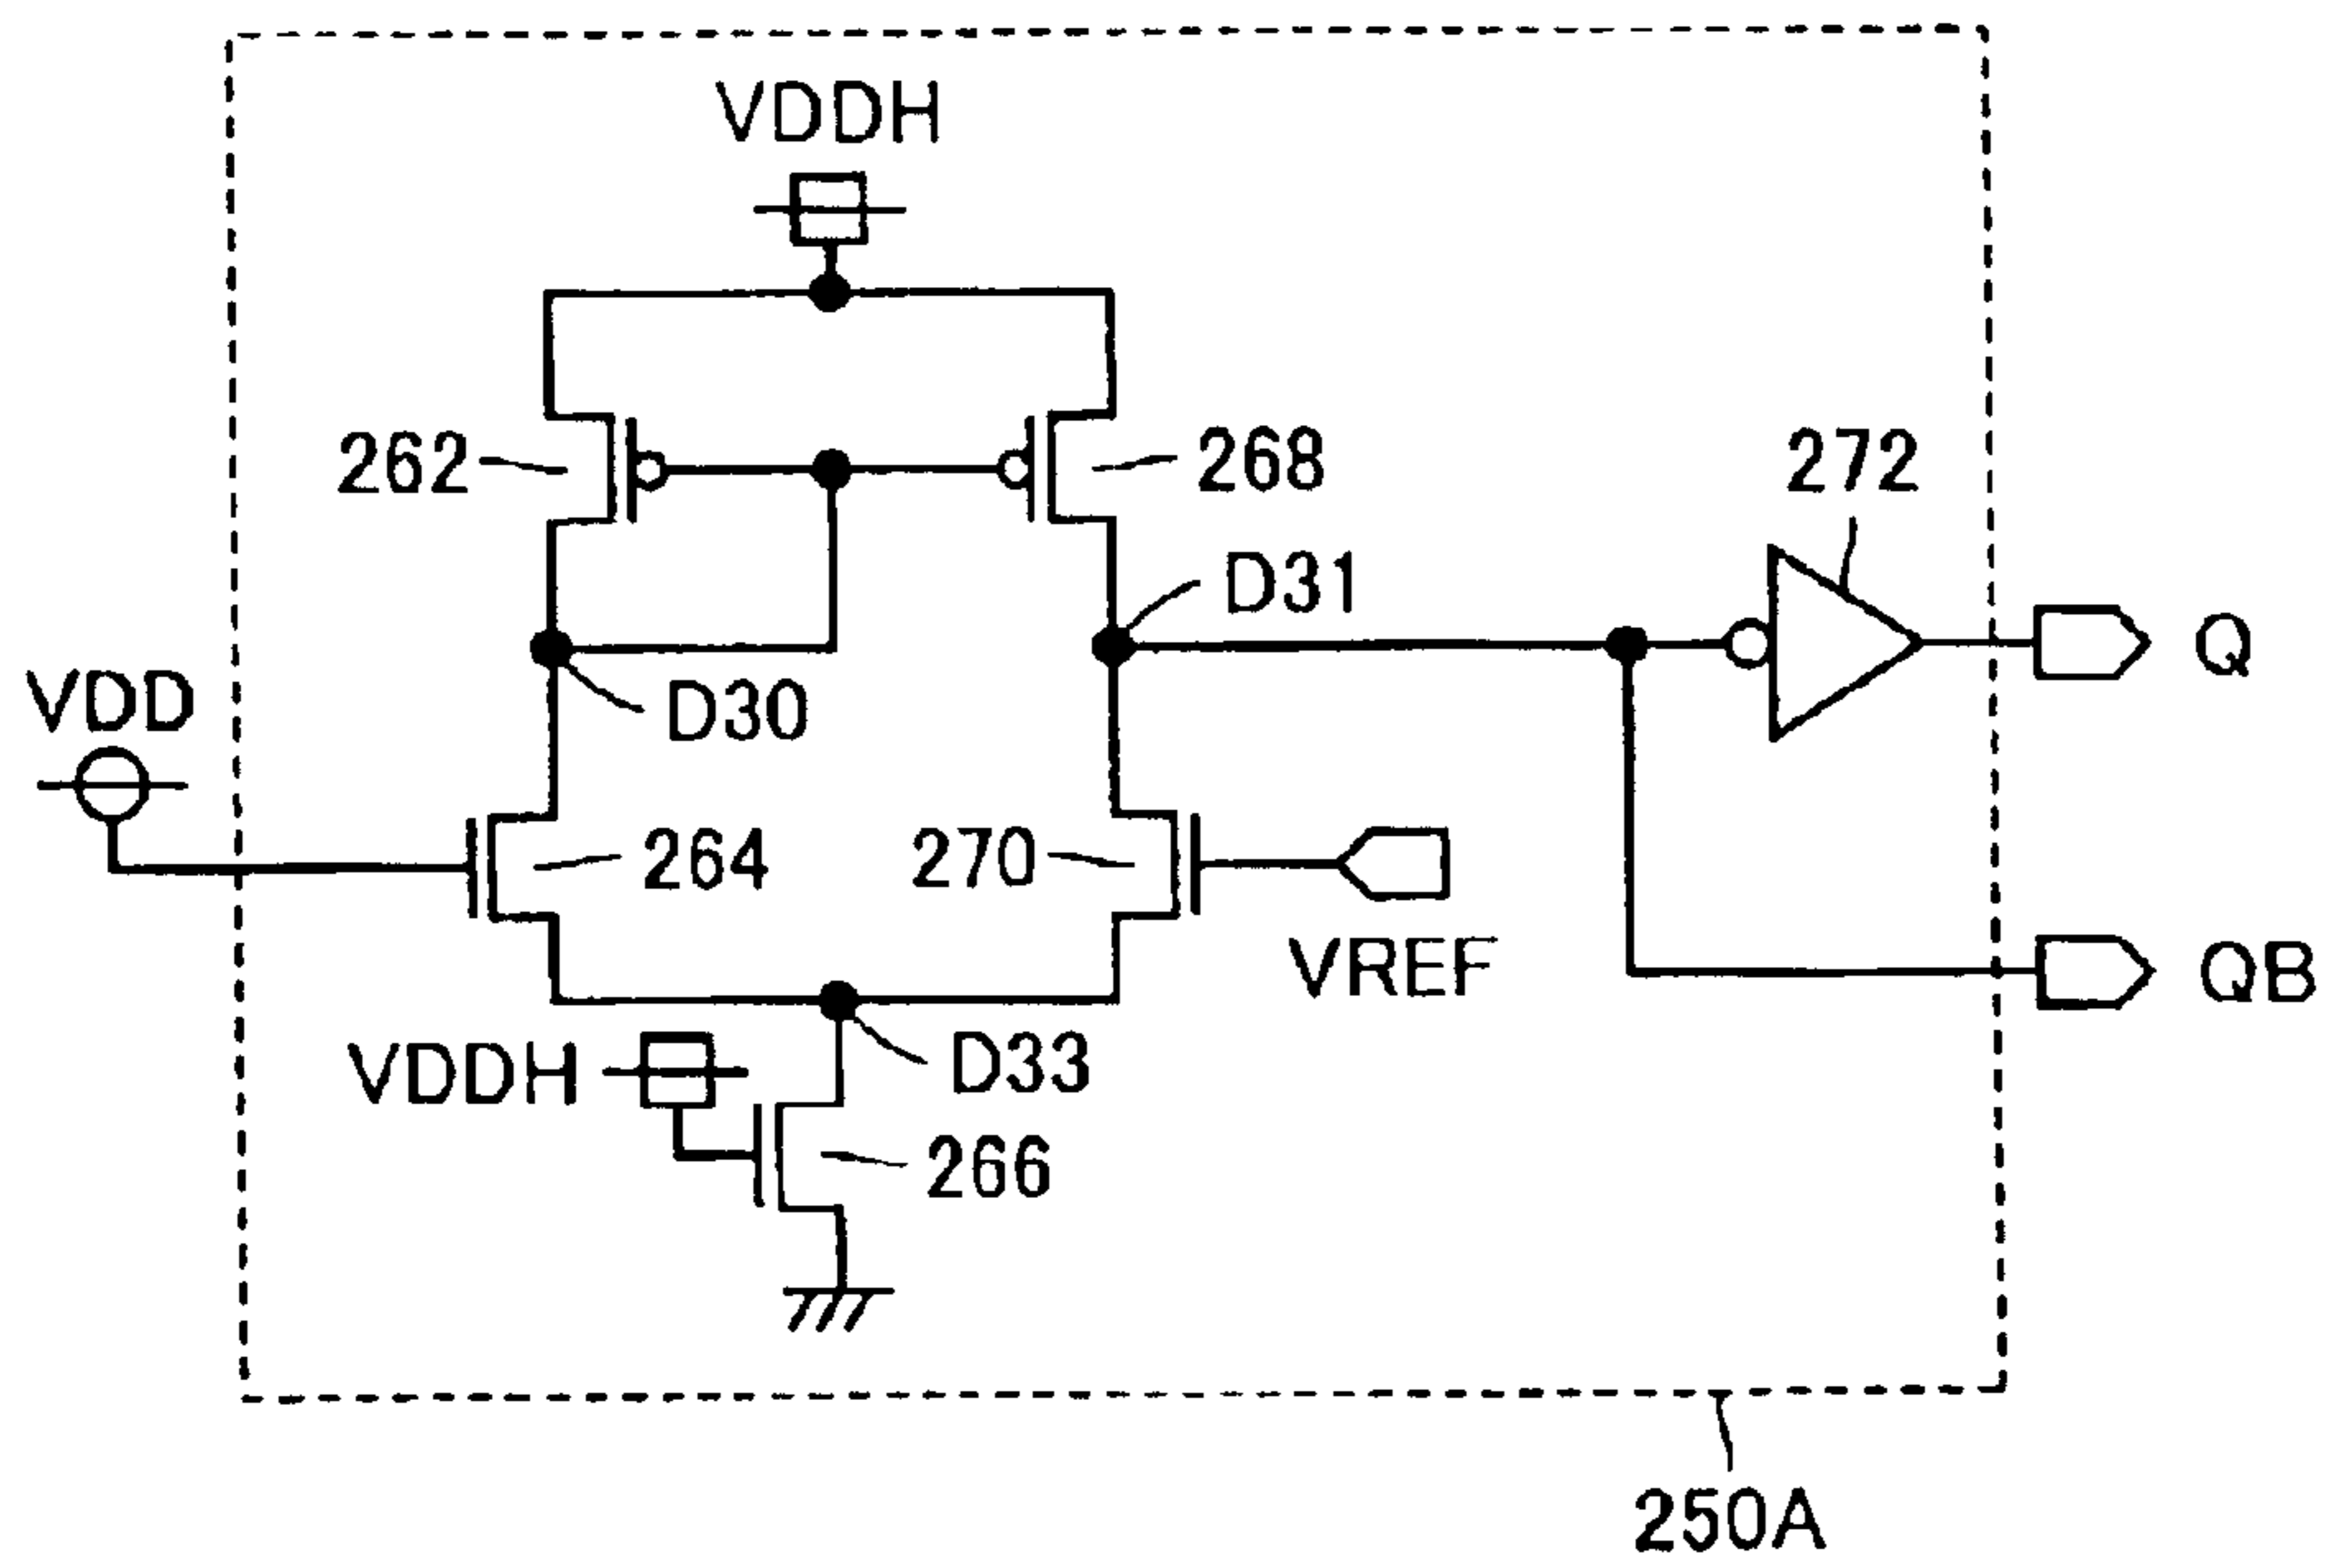 VDDH
262
268
272
D31
Q
VDD
D30
264
270
VREF
QB
VDDH
D33
266
250A